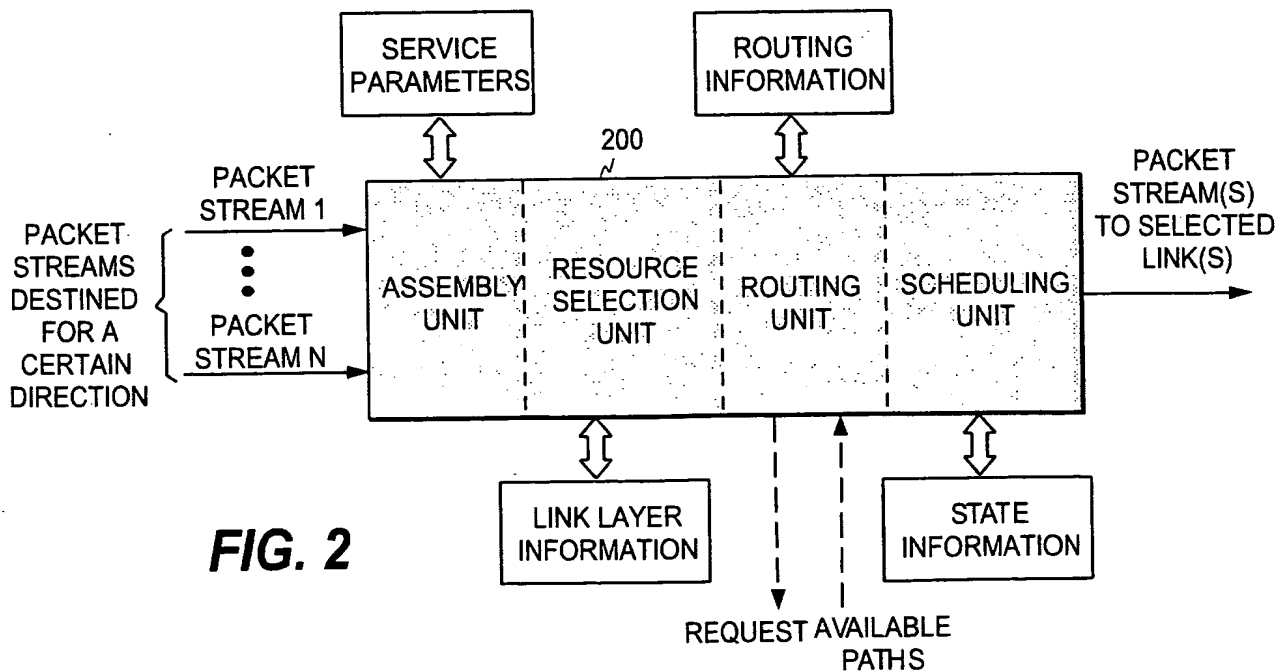 SERVICE
PARAMETERS
ROUTING
INFORMATION
200
PACKET
STREAM 1
PACKET
STREAM(S)
TO SELECTED
LINK(S)
PACKET
STREAMS
DESTINED
FOR A
CERTAIN
DIRECTION
ASSEMBLY
UNIT
RESOURCE
SELECTION
UNIT
ROUTING
UNIT
SCHEDULING
UNIT
PACKET
STREAM N
LINK LAYER
INFORMATION
STATE
INFORMATION
FIG. 2
REQUEST
AVAILABLE
PATHS